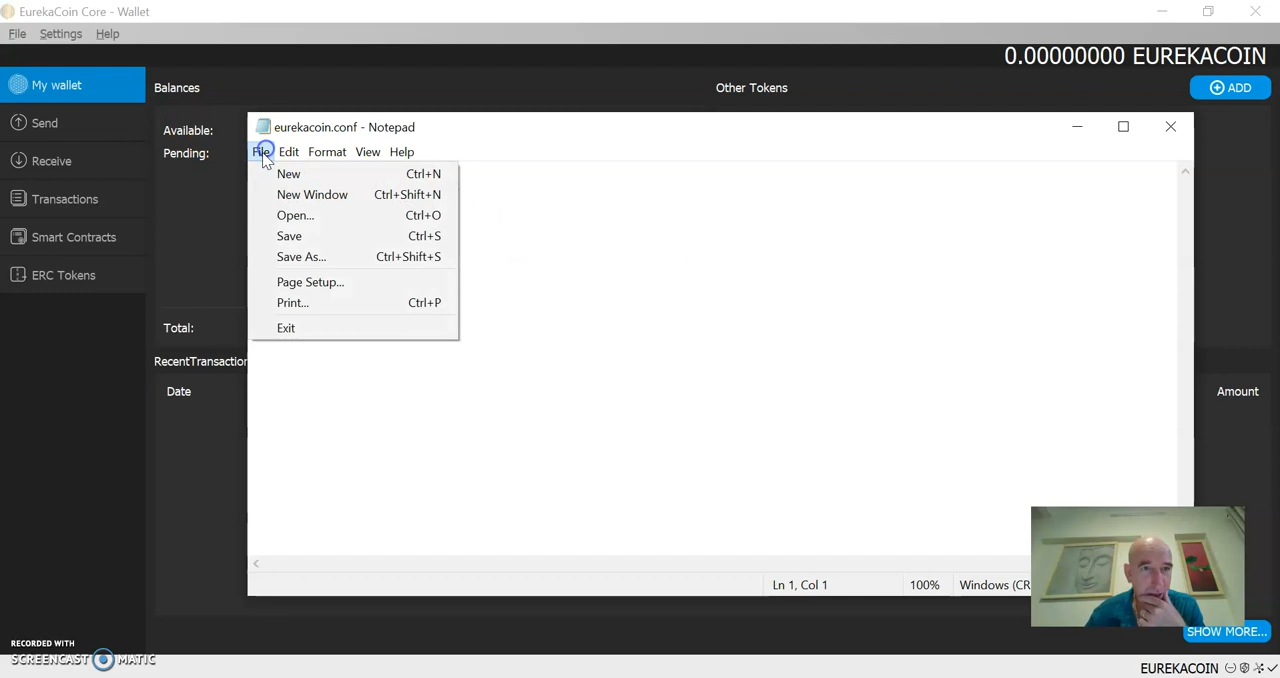 EurekaCoin Core - Wallet
File Settings Help
0.00000000 EUREKACOIN
My wallet
Balances
Other Tokens
ADD
Send
Available:
Pending:
Receive
Transactions
Smart Contracts
ERC Tokens
Total:
RecentTransaction
Date
Amount
eurekacoin.conf - Notepad
File Edit Format View Help
New Ctrl+N
New Window Ctrl+Shift+N
Open... Ctrl+O
Save Ctrl+S
Save As... Ctrl+Shift+S
Page Setup...
Print... Ctrl+P
Exit
Ln 1, Col 1
100%
Windows (CR
SHOW MORE...
RECORDED WITH
SCREENCAST MATIC
EUREKACOIN